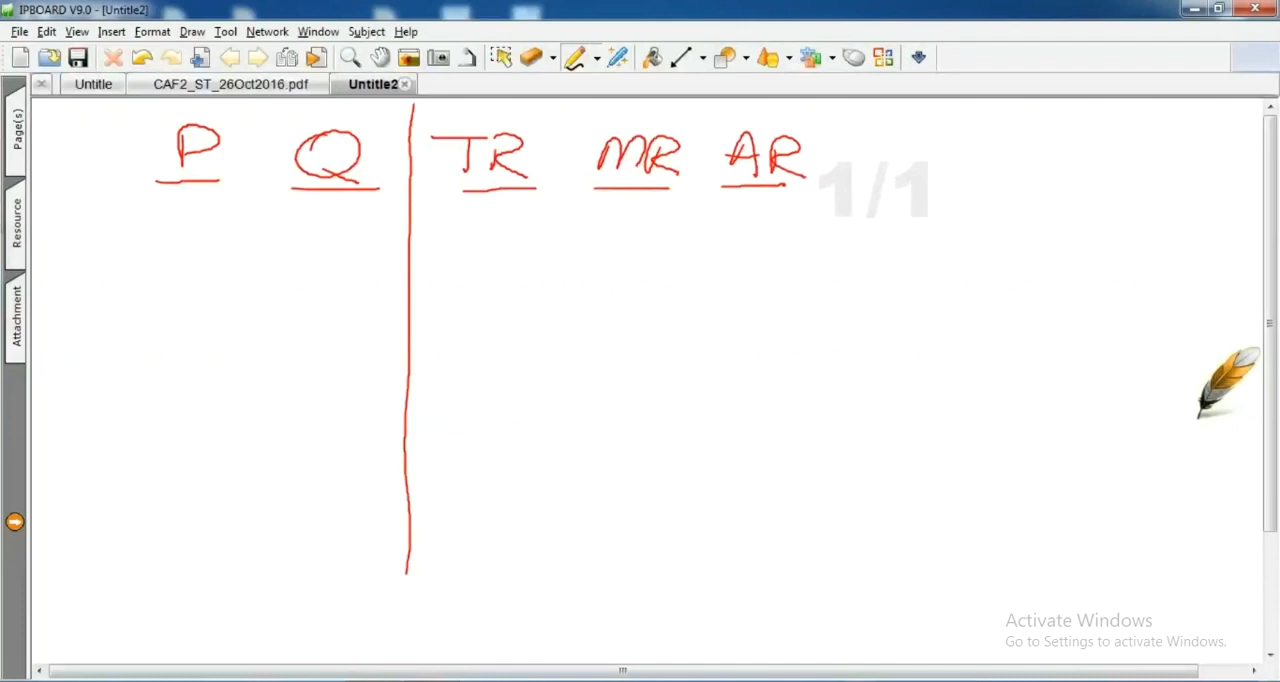 IPBOARD V9.0 - [Untitle2]
File Edit View Insert Format Draw Tool Network Window Subject Help
Untitle CAF2_ST_26Oct2016.pdf Untitle2
Page(s)
Resource
Attachment
P Q TR MR AR
1/1
Activate Windows
Go to Settings to activate Windows.